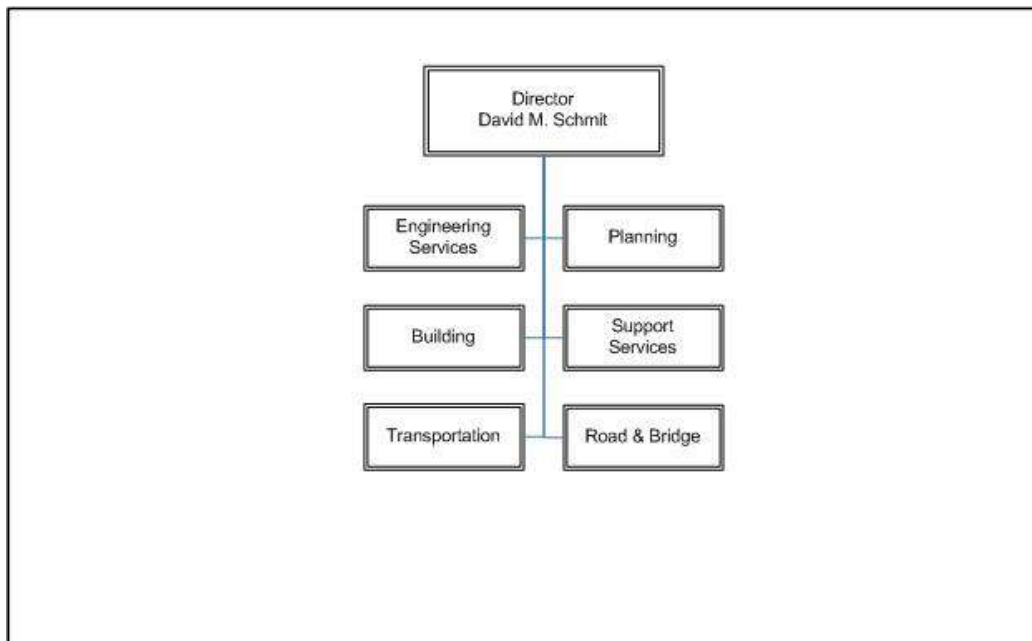 Director
David M. Schmit
Engineering
Services
Planning
Building
Support
Services
Transportation
Road & Bridge